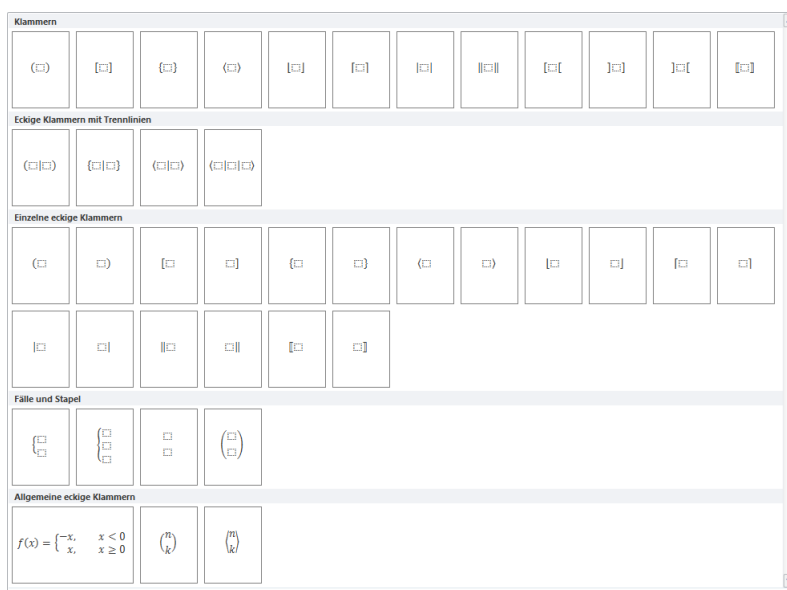 Klammern
(⬚) [⬚] {⬚} ⟨⬚⟩ ⌊⬚⌋ ⌈⬚⌉ |⬚| ‖⬚‖ [⬚[ ]⬚] ]⬚[ ⟦⬚⟧
Eckige Klammern mit Trennlinien
(⬚|⬚) {⬚|⬚} ⟨⬚|⬚⟩ ⟨⬚|⬚|⬚⟩
Einzelne eckige Klammern
(⬚ ⬚) [⬚ ⬚] {⬚ ⬚} ⟨⬚ ⬚⟩ ⌊⬚ ⬚⌋ ⌈⬚ ⬚⌉
|⬚ ⬚| ‖⬚ ⬚‖ ⟦⬚ ⬚⟧
Fälle und Stapel
Allgemeine eckige Klammern
f(x) = { −x, x < 0
x, x ≥ 0
(n k) ⟨n k⟩